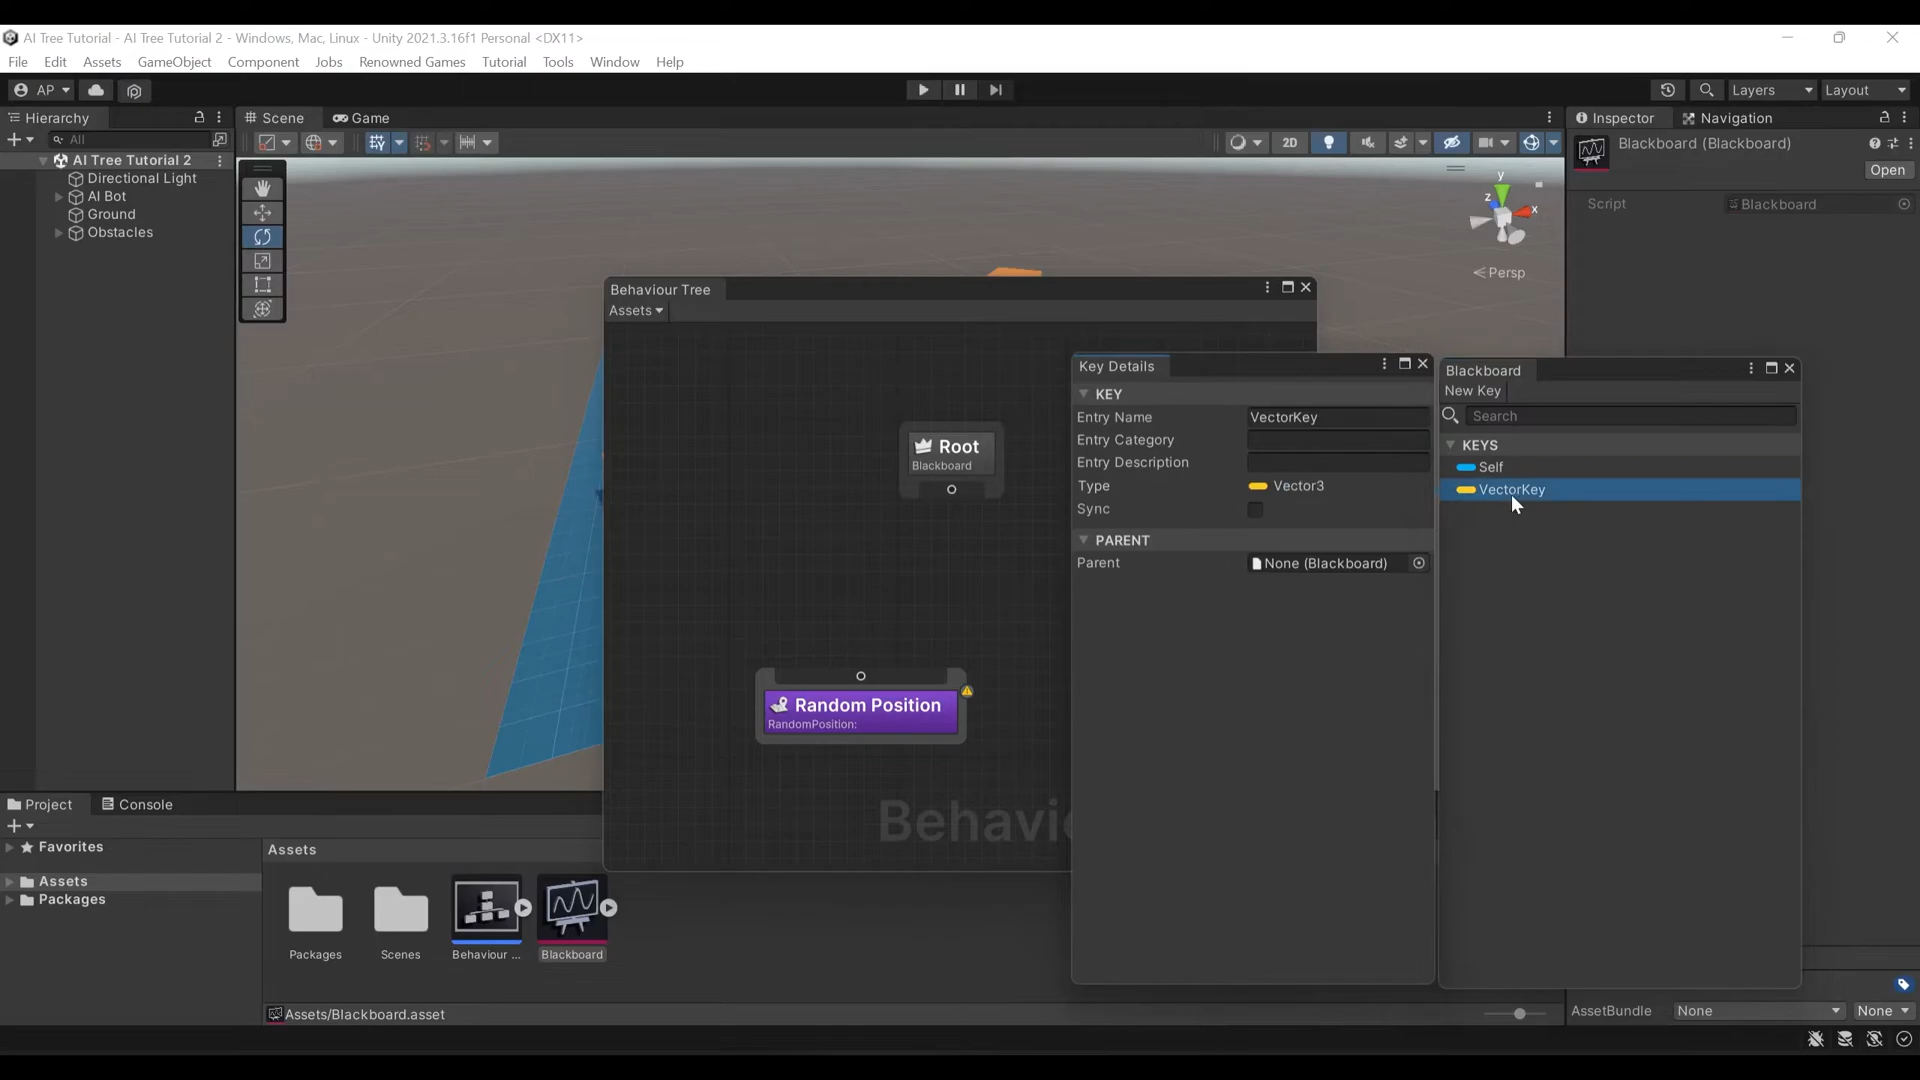 AI Tree Tutorial - AI Tree Tutorial 2 - Windows, Mac, Linux - Unity 2021.3.16f1 Personal <DX11>
File Edit Assets GameObject Component Jobs Renowned Games Tutorial Tools Window Help
AP
Layers
Layout
Hierarchy
All
AI Tree Tutorial 2
Directional Light
AI Bot
Ground
Obstacles
Scene
Game
2D
y
z
x
Persp
Behaviour Tree
Assets
Root
Blackboard
Random Position
RandomPosition:
Behavio
Key Details
KEY
Entry Name VectorKey
Entry Category
Entry Description
Type Vector3
Sync
PARENT
Parent None (Blackboard)
Blackboard
New Key
Search
KEYS
Self
VectorKey
Inspector
Navigation
Blackboard (Blackboard)
Open
Script Blackboard
Project
Console
Favorites
Assets
Packages
Assets
Packages
Scenes
Behaviour ...
Blackboard
Assets/Blackboard.asset
AssetBundle None None